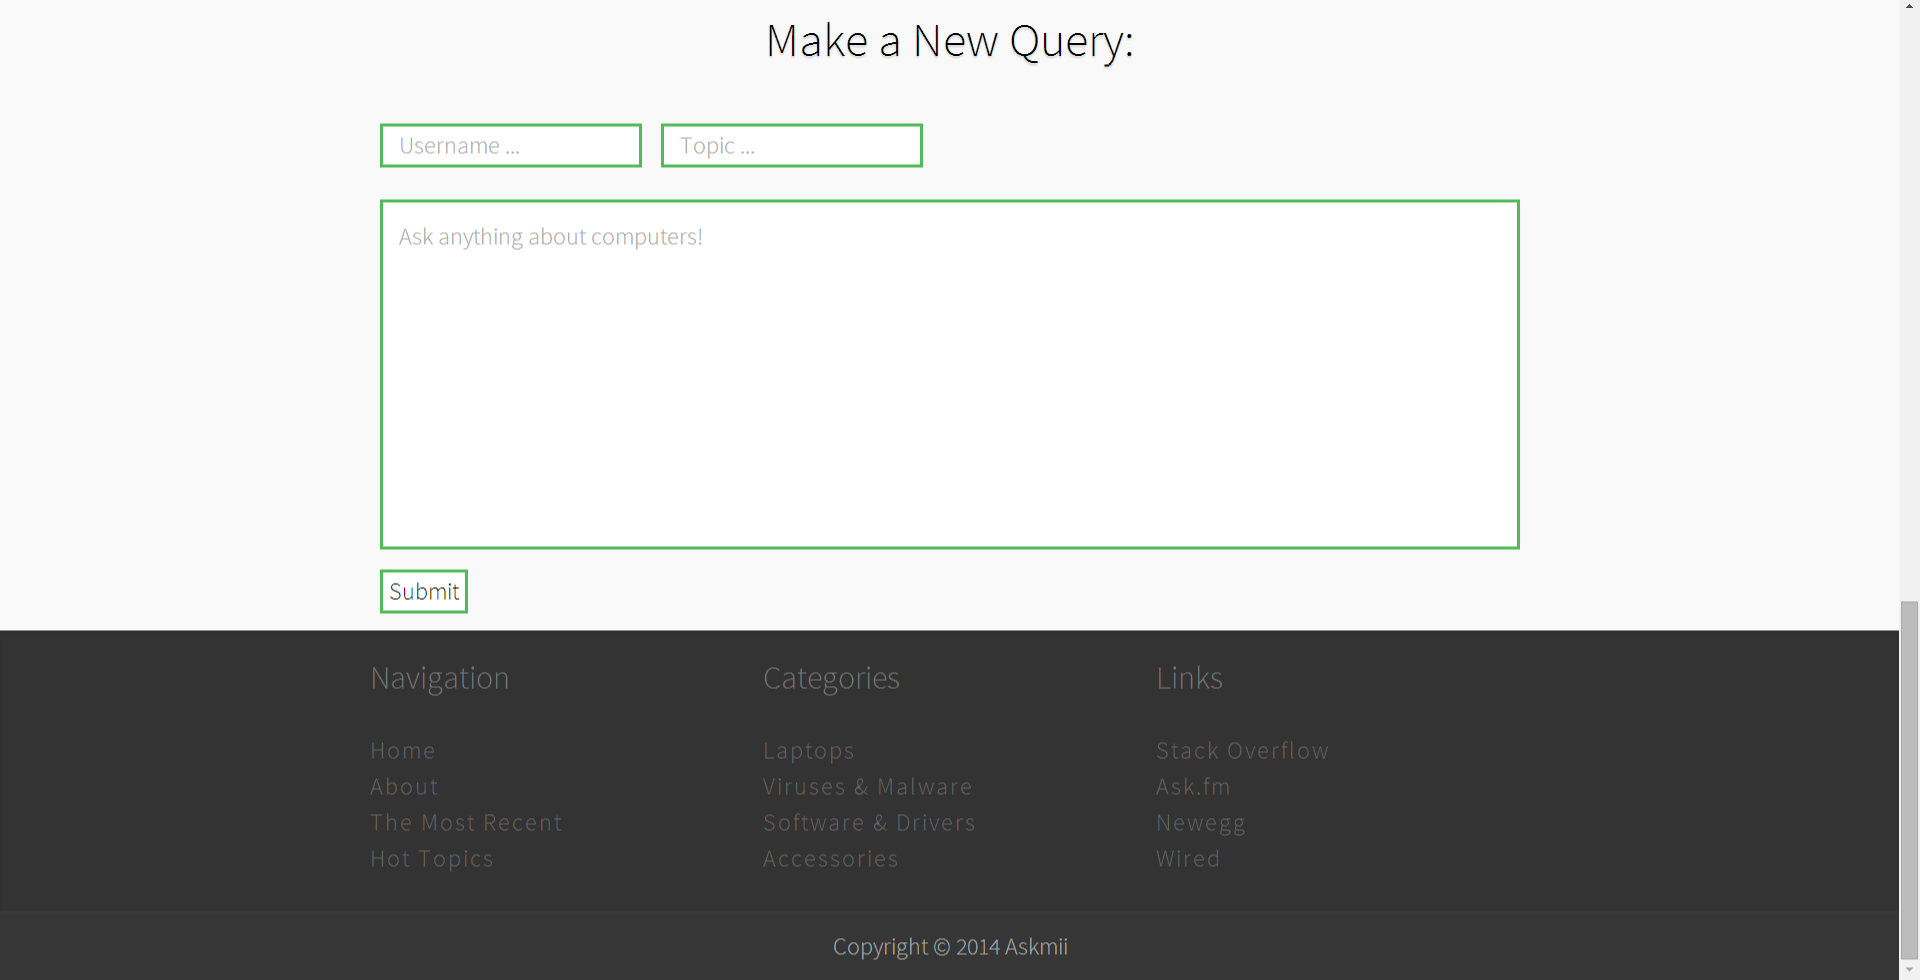 Make a New Query:
Username ...
Topic ...
Ask anything about computers!
Submit
Navigation
Home
About
The Most Recent
Hot Topics
Categories
Laptops
Viruses & Malware
Software & Drivers
Accessories
Links
Stack Overflow
Ask.fm
Newegg
Wired
Copyright © 2014 Askmii